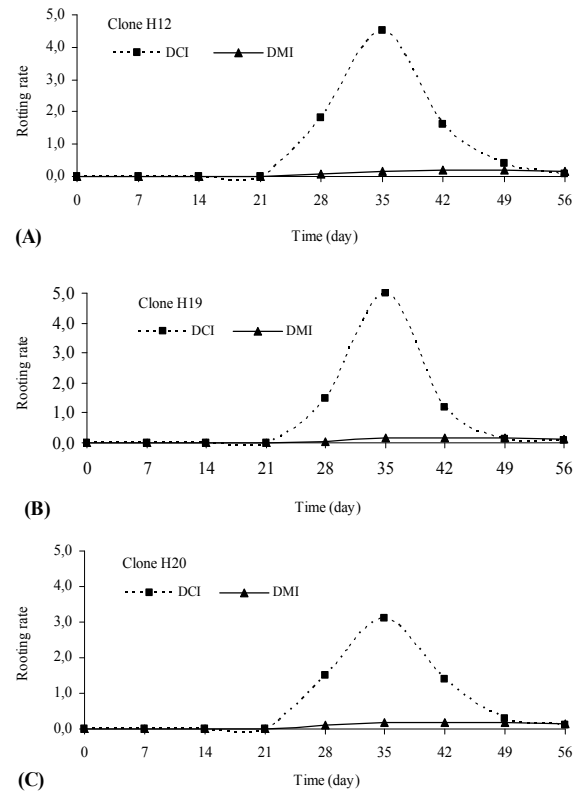 Clone H12
DCI DMI
Rotting rate
5,0
4,0
3,0
2,0
1,0
0,0
0 7 14 21 28 35 42 49 56
Time (day)
(A)
Clone H19
DCI DMI
Rooting rate
5,0
4,0
3,0
2,0
1,0
0,0
0 7 14 21 28 35 42 49 56
Time (day)
(B)
Clone H20
DCI DMI
Rooting rate
5,0
4,0
3,0
2,0
1,0
0,0
0 7 14 21 28 35 42 49 56
Time (day)
(C)